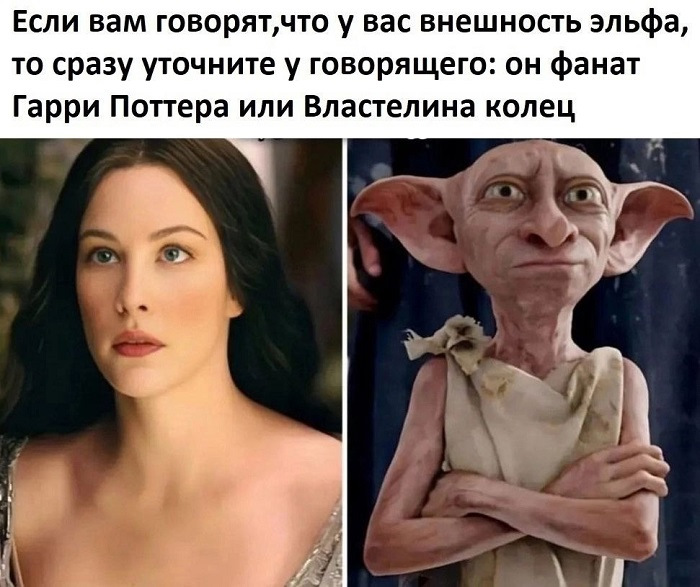 Если вам говорят,что у вас внешность эльфа,
то сразу уточните у говорящего: он фанат
Гарри Поттера или Властелина колец